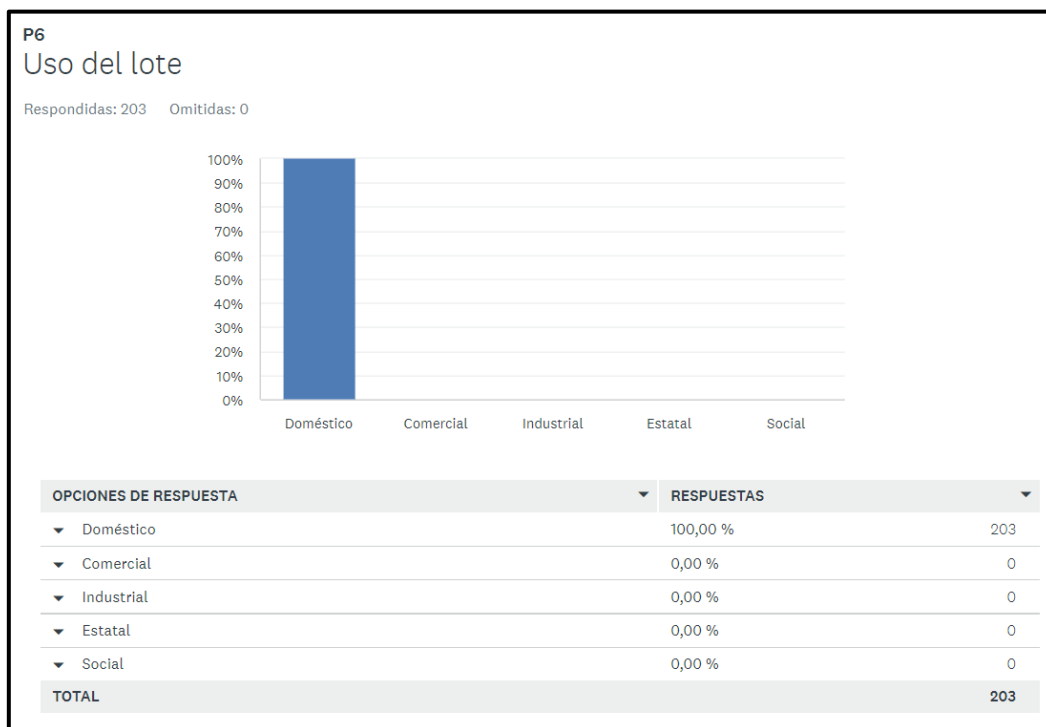 P6
Uso del lote
Respondidas: 203 Omitidas: 0
100%
90%
80%
70%
60%
50%
40%
30%
20%
10%
0%
Doméstico Comercial Industrial Estatal Social
OPCIONES DE RESPUESTA RESPUESTAS
Doméstico 100,00 % 203
Comercial 0,00 % 0
Industrial 0,00 % 0
Estatal 0,00 % 0
Social 0,00 % 0
TOTAL 203